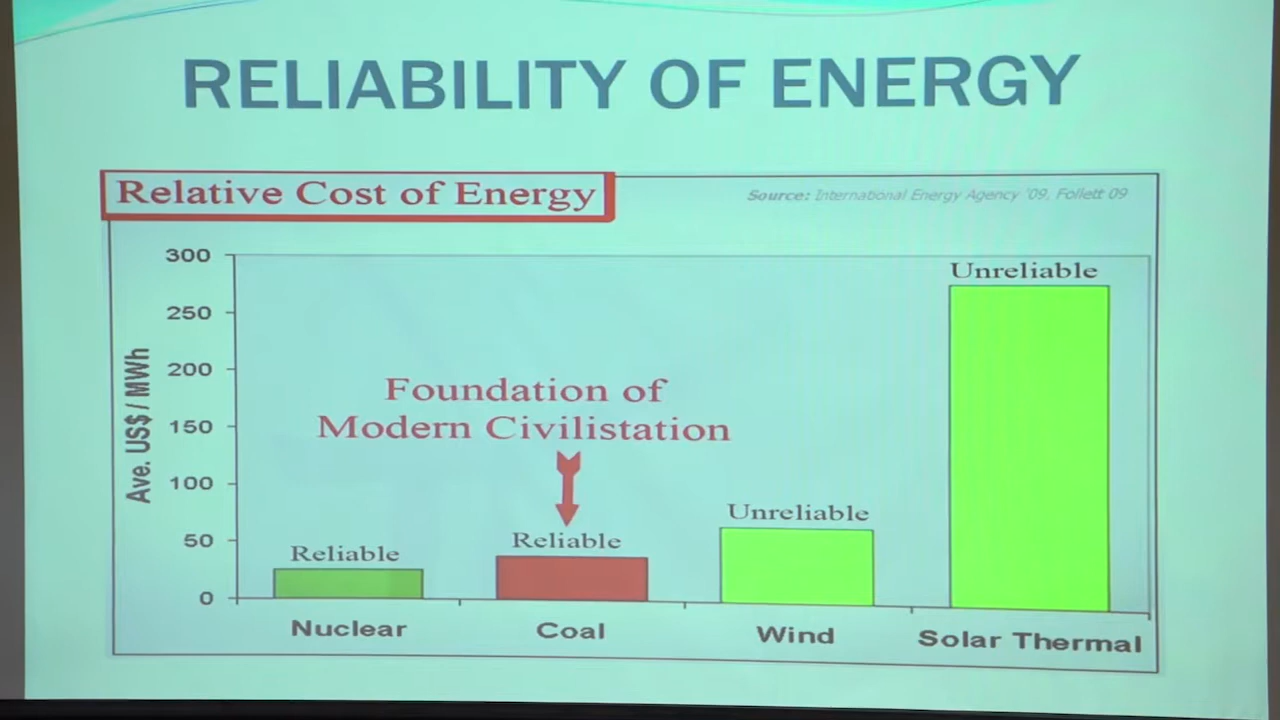 RELIABILITY OF ENERGY
Relative Cost of Energy
Source: International Energy Agency '09, Follett 09
Ave. US$ / MWh
300
250
200
150
100
50
0
Foundation of
Modern Civilistation
Reliable
Reliable
Unreliable
Unreliable
Nuclear
Coal
Wind
Solar Thermal